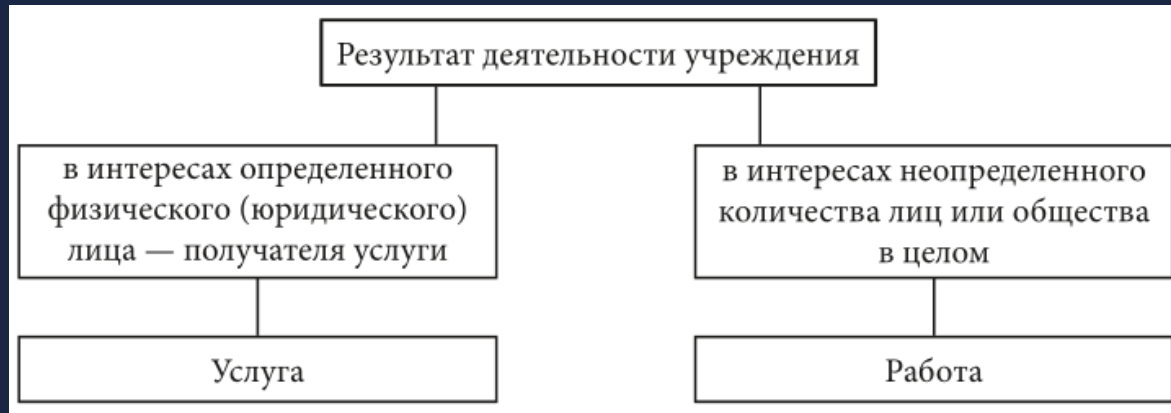 Результат деятельности учреждения
в интересах определенного
физического (юридического)
лица — получателя услуги
в интересах неопределенного
количества лиц или общества
в целом
Услуга
Работа